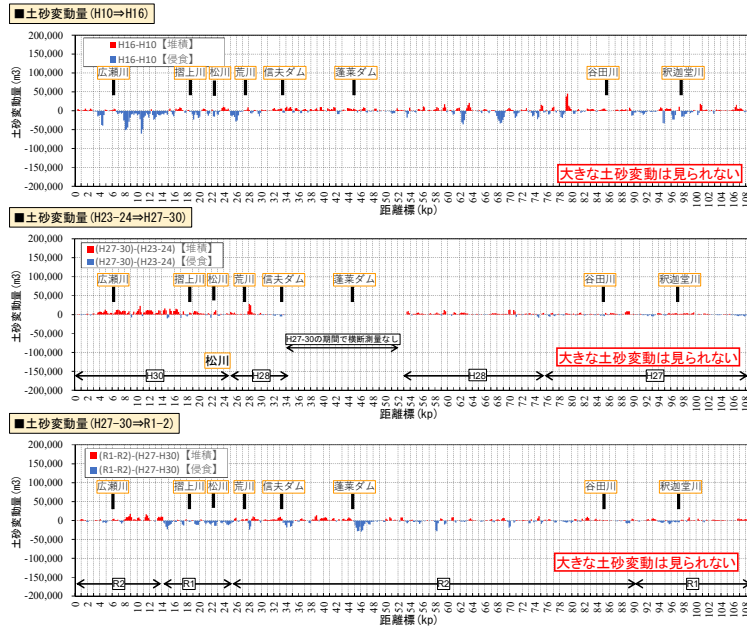 ■土砂変動量(H10⇒H16)
200,000
150,000
100,000
50,000
0
-50,000
-100,000
-150,000
-200,000
土砂変動量(m3)
H16-H10【堆積】
H16-H10【侵食】
広瀬川 摺上川 松川 荒川 信夫ダム 蓬莱ダム 谷田川 釈迦堂川
大きな土砂変動は見られない
0 2 4 6 8 10 12 14 16 18 20 22 24 26 28 30 32 34 36 38 40 42 44 46 48 50 52 54 56 58 60 62 64 66 68 70 72 74 76 78 80 82 84 86 88 90 92 94 96 98 100 102 104 106 108
距離標(kp)
■土砂変動量(H23-24⇒H27-30)
200,000
150,000
100,000
50,000
0
-50,000
-100,000
-150,000
-200,000
土砂変動量(m3)
(H27-30)-(H23-24)【堆積】
(H27-30)-(H23-24)【侵食】
広瀬川 摺上川 松川 荒川 信夫ダム 蓬莱ダム 谷田川 釈迦堂川
H27-30の期間で横断測量なし
松川
大きな土砂変動は見られない
H30 H28 H28 H27
0 2 4 6 8 10 12 14 16 18 20 22 24 26 28 30 32 34 36 38 40 42 44 46 48 50 52 54 56 58 60 62 64 66 68 70 72 74 76 78 80 82 84 86 88 90 92 94 96 98 100 102 104 106 108
距離標(kp)
■土砂変動量(H27-30⇒R1-2)
200,000
150,000
100,000
50,000
0
-50,000
-100,000
-150,000
-200,000
土砂変動量(m3)
(R1-R2)-(H27-H30)【堆積】
(R1-R2)-(H27-H30)【侵食】
広瀬川 摺上川 松川 荒川 信夫ダム 蓬莱ダム 谷田川 釈迦堂川
大きな土砂変動は見られない
R2 R1 R2 R1
0 2 4 6 8 10 12 14 16 18 20 22 24 26 28 30 32 34 36 38 40 42 44 46 48 50 52 54 56 58 60 62 64 66 68 70 72 74 76 78 80 82 84 86 88 90 92 94 96 98 100 102 104 106 108
距離標(kp)